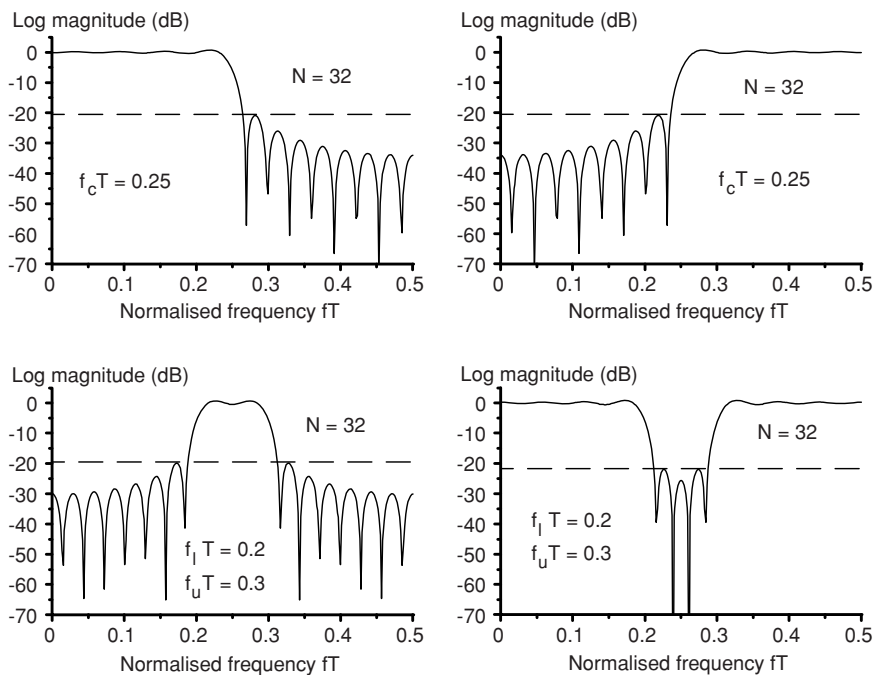 Log magnitude (dB)
0
-10
-20
-30
-40
-50
-60
-70
N = 32
f_cT = 0.25
0 0.1 0.2 0.3 0.4 0.5
Normalised frequency fT
Log magnitude (dB)
0
-10
-20
-30
-40
-50
-60
-70
N = 32
f_cT = 0.25
0 0.1 0.2 0.3 0.4 0.5
Normalised frequency fT
Log magnitude (dB)
0
-10
-20
-30
-40
-50
-60
-70
N = 32
f_l T = 0.2
f_uT = 0.3
0 0.1 0.2 0.3 0.4 0.5
Normalised frequency fT
Log magnitude (dB)
0
-10
-20
-30
-40
-50
-60
-70
N = 32
f_l T = 0.2
f_uT = 0.3
0 0.1 0.2 0.3 0.4 0.5
Normalised frequency fT